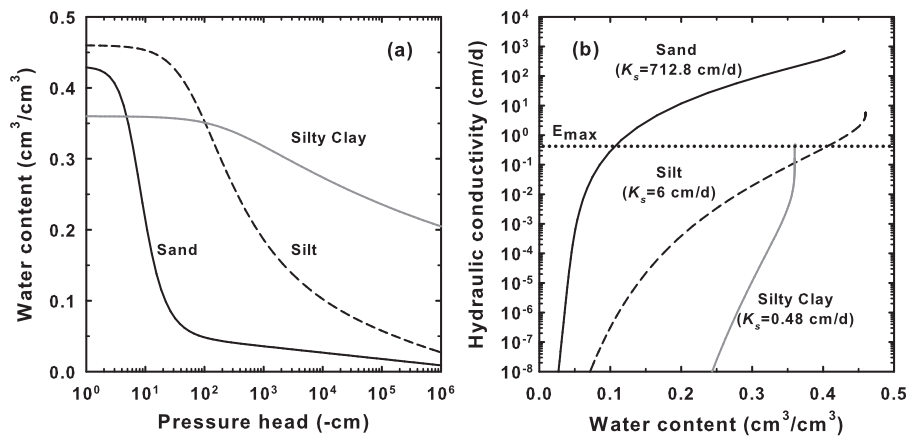 (a)
Water content (cm³/cm³)
0.5
0.4
0.3
0.2
0.1
0.0
Silty Clay
Silt
Sand
10⁰ 10¹ 10² 10³ 10⁴ 10⁵ 10⁶
Pressure head (-cm)
(b)
Hydraulic conductivity (cm/d)
10⁴
10³
10²
10¹
10⁰
10⁻¹
10⁻²
10⁻³
10⁻⁴
10⁻⁵
10⁻⁶
10⁻⁷
10⁻⁸
Sand
(Kₛ=712.8 cm/d)
Emax
Silt
(Kₛ=6 cm/d)
Silty Clay
(Kₛ=0.48 cm/d)
0.0 0.1 0.2 0.3 0.4 0.5
Water content (cm³/cm³)